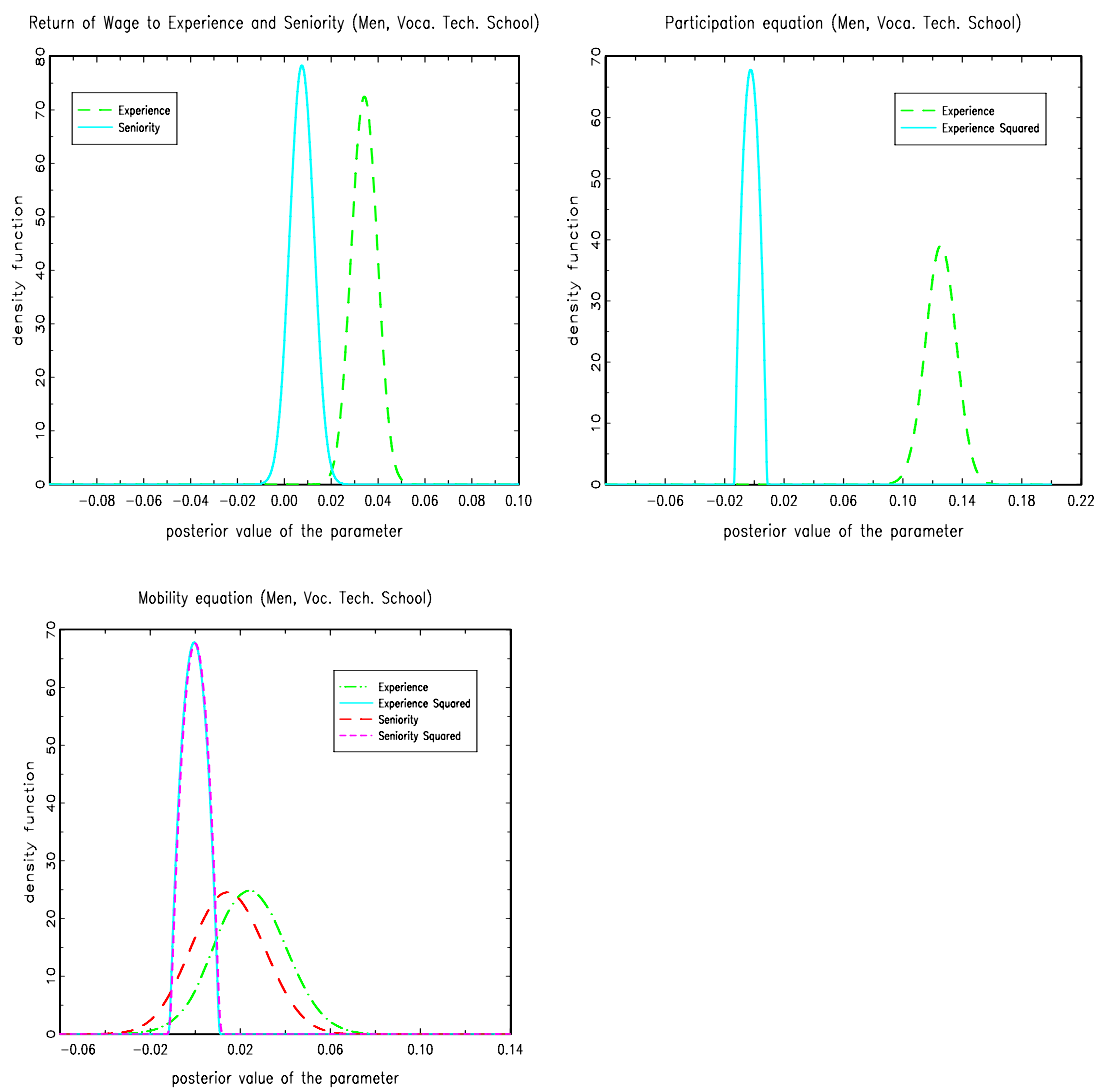 Return of Wage to Experience and Seniority (Men, Voca. Tech. School)
80
70
60
50
40
30
20
10
0
density function
Experience
Seniority
-0.08 -0.06 -0.04 -0.02 0.00 0.02 0.04 0.06 0.08 0.10
posterior value of the parameter
Participation equation (Men, Voca. Tech. School)
70
60
50
40
30
20
10
0
density function
Experience
Experience Squared
-0.06 -0.02 0.02 0.06 0.10 0.14 0.18 0.22
posterior value of the parameter
Mobility equation (Men, Voc. Tech. School)
70
60
50
40
30
20
10
0
density function
Experience
Experience Squared
Seniority
Seniority Squared
-0.06 -0.02 0.02 0.06 0.10 0.14
posterior value of the parameter